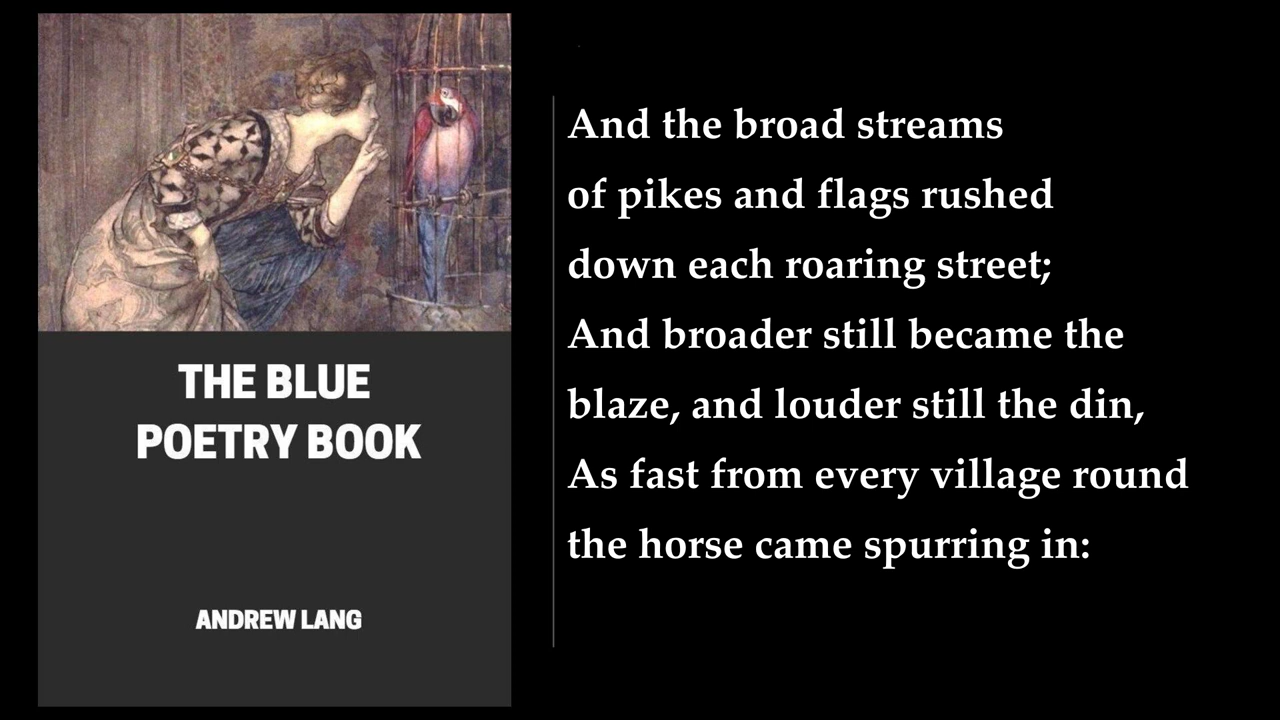 THE BLUE
POETRY BOOK
ANDREW LANG
And the broad streams
of pikes and flags rushed
down each roaring street;
And broader still became the
blaze, and louder still the din,
As fast from every village round
the horse came spurring in: